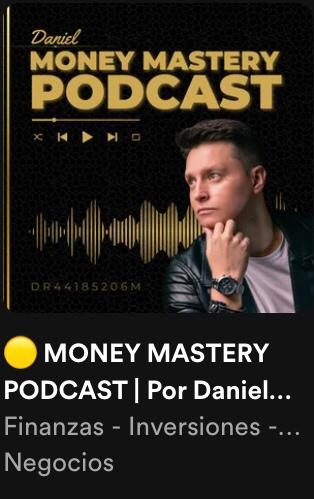 Daniel
MONEY MASTERY
PODCAST
DR44185206M
🟡 MONEY MASTERY
PODCAST | Por Daniel...
Finanzas - Inversiones -...
Negocios